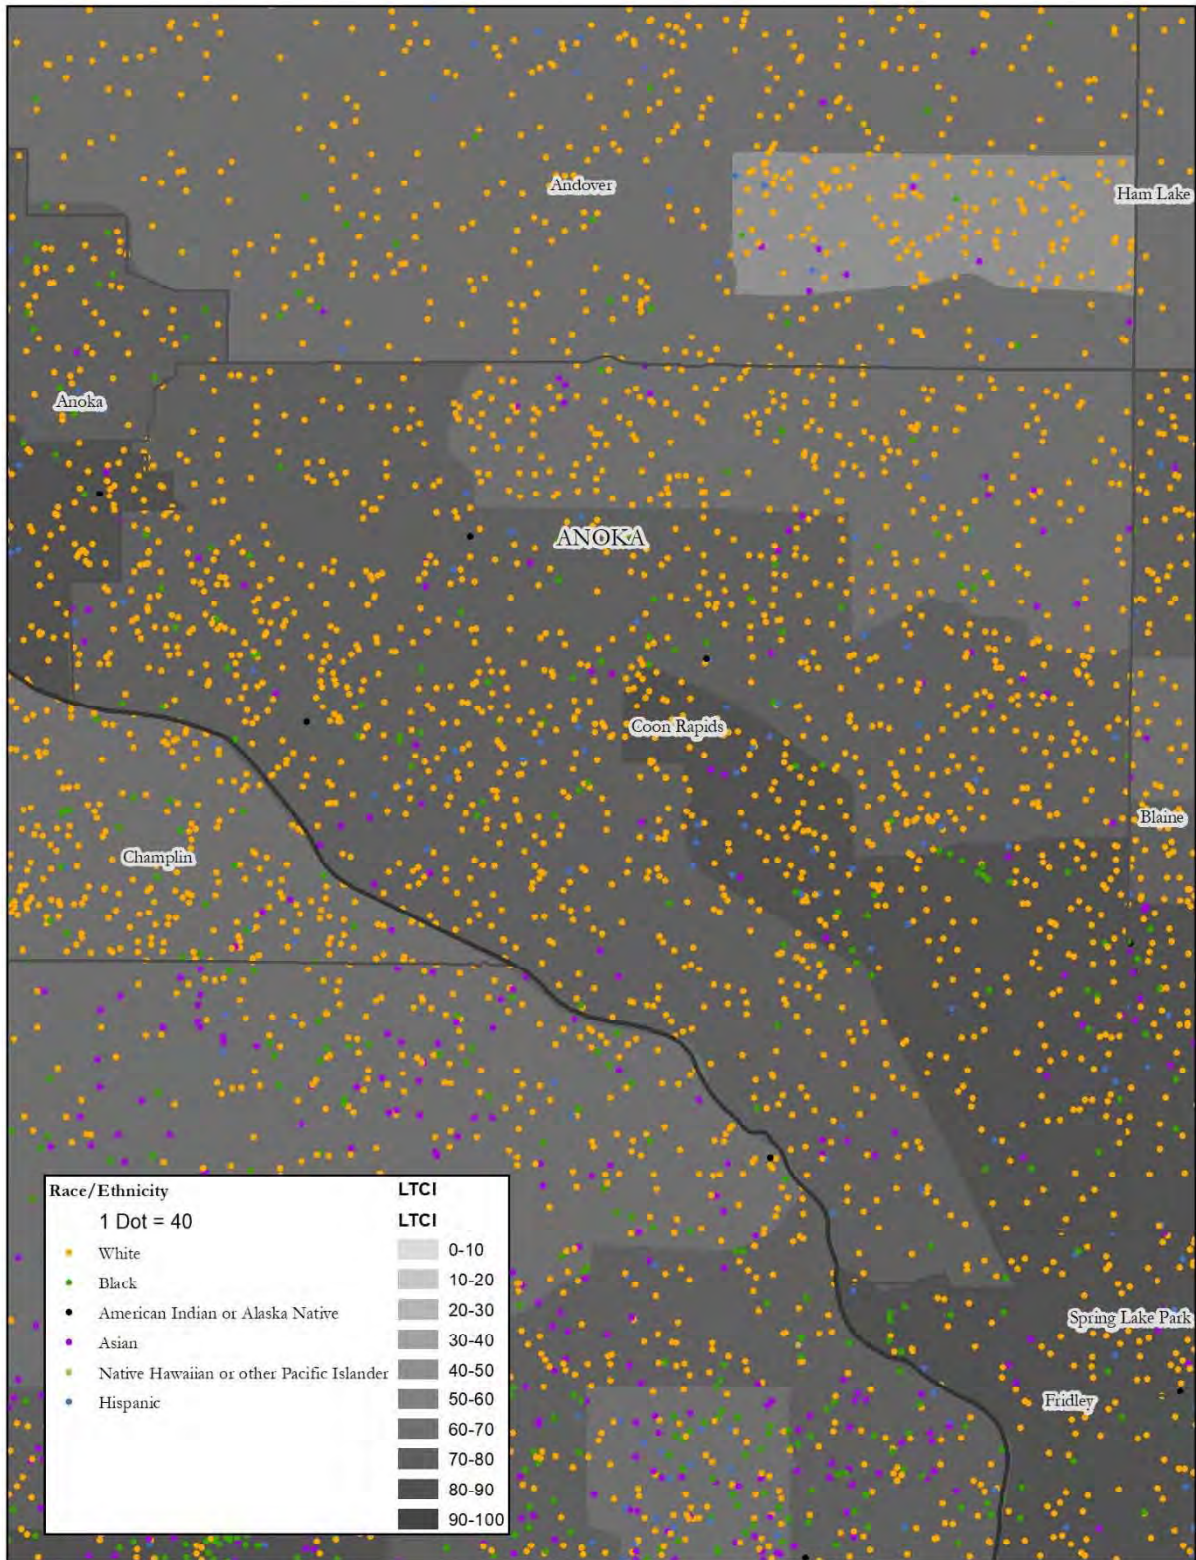 Andover
Ham Lake
Anoka
ANOKA
Coon Rapids
Blaine
Champlin
Race/Ethnicity
1 Dot = 40
White
Black
American Indian or Alaska Native
Asian
Native Hawaiian or other Pacific Islander
Hispanic
LTCI
LTCI
0-10
10-20
20-30
30-40
40-50
50-60
60-70
70-80
80-90
90-100
Spring Lake Park
Fridley